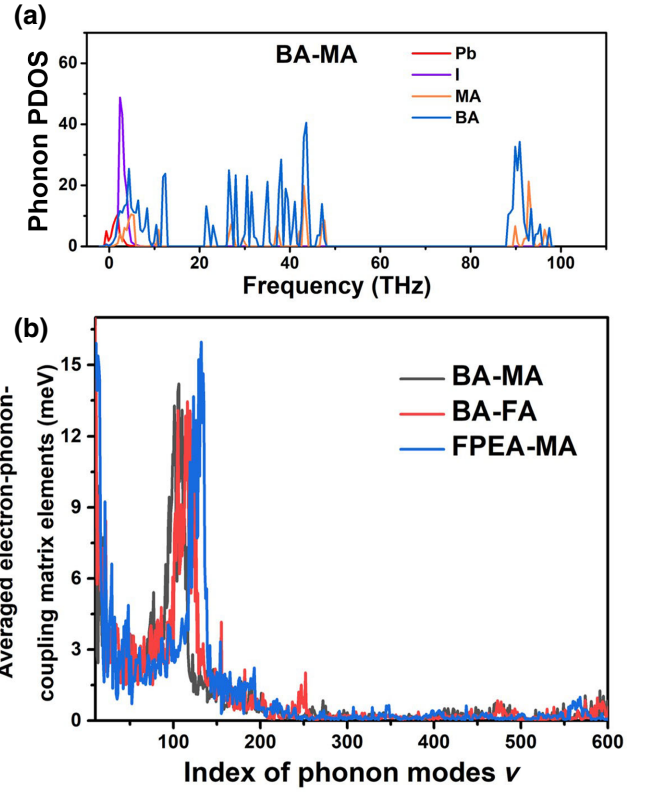 (a)
BA-MA
Pb
I
MA
BA
Phonon PDOS
60
40
20
0
0 20 40 60 80 100
Frequency (THz)
(b)
BA-MA
BA-FA
FPEA-MA
Averaged electron-phonon-
coupling matrix elements (meV)
15
12
9
6
3
0
100 200 300 400 500 600
Index of phonon modes v